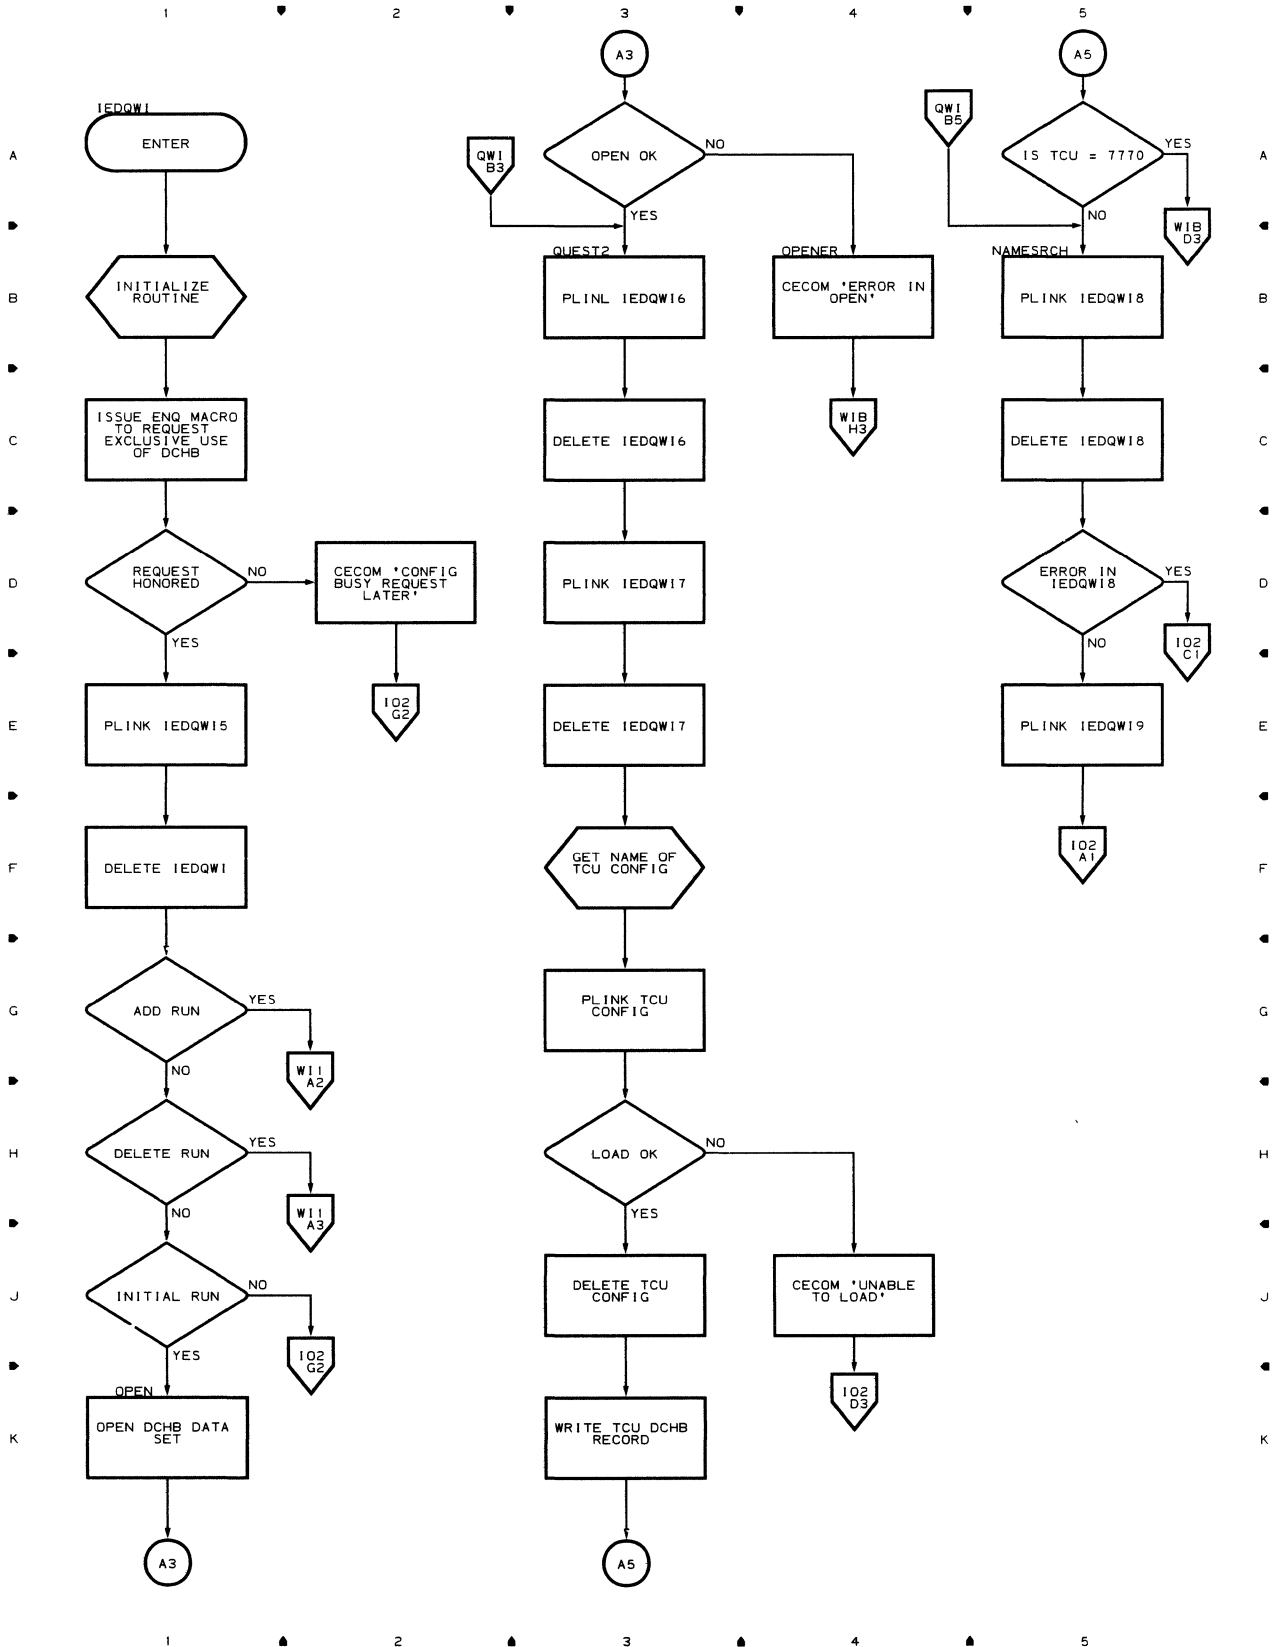 1 2 3 4 5
IEDQWI
ENTER
INITIALIZE
ROUTINE
ISSUE ENQ MACRO
TO REQUEST
EXCLUSIVE USE
OF DCHB
REQUEST
HONORED
NO
YES
CECOM 'CONFIG
BUSY REQUEST
LATER'
IO2
G2
PLINK IEDQWI5
DELETE IEDQWI
ADD RUN
YES
NO
WI1
A2
DELETE RUN
YES
NO
WI1
A3
INITIAL RUN
NO
YES
IO2
G2
OPEN
OPEN DCHB DATA
SET
A3
A3
OPEN OK
NO
YES
QWI
B3
QUEST2
PLINL IEDQWI6
OPENER
CECOM 'ERROR IN
OPEN'
WIB
H3
DELETE IEDQWI6
PLINK IEDQWI7
DELETE IEDQWI7
GET NAME OF
TCU CONFIG
PLINK TCU
CONFIG
LOAD OK
NO
YES
DELETE TCU
CONFIG
CECOM 'UNABLE
TO LOAD'
IO2
D3
WRITE TCU DCHB
RECORD
A5
A5
QWI
B5
IS TCU = 7770
YES
NO
WIB
D3
NAMESRCH
PLINK IEDQWI8
DELETE IEDQWI8
ERROR IN
IEDQWI8
YES
NO
IO2
C1
PLINK IEDQWI9
IO2
A1
A
B
C
D
E
F
G
H
J
K
A
B
C
D
E
F
G
H
J
K
1 2 3 4 5